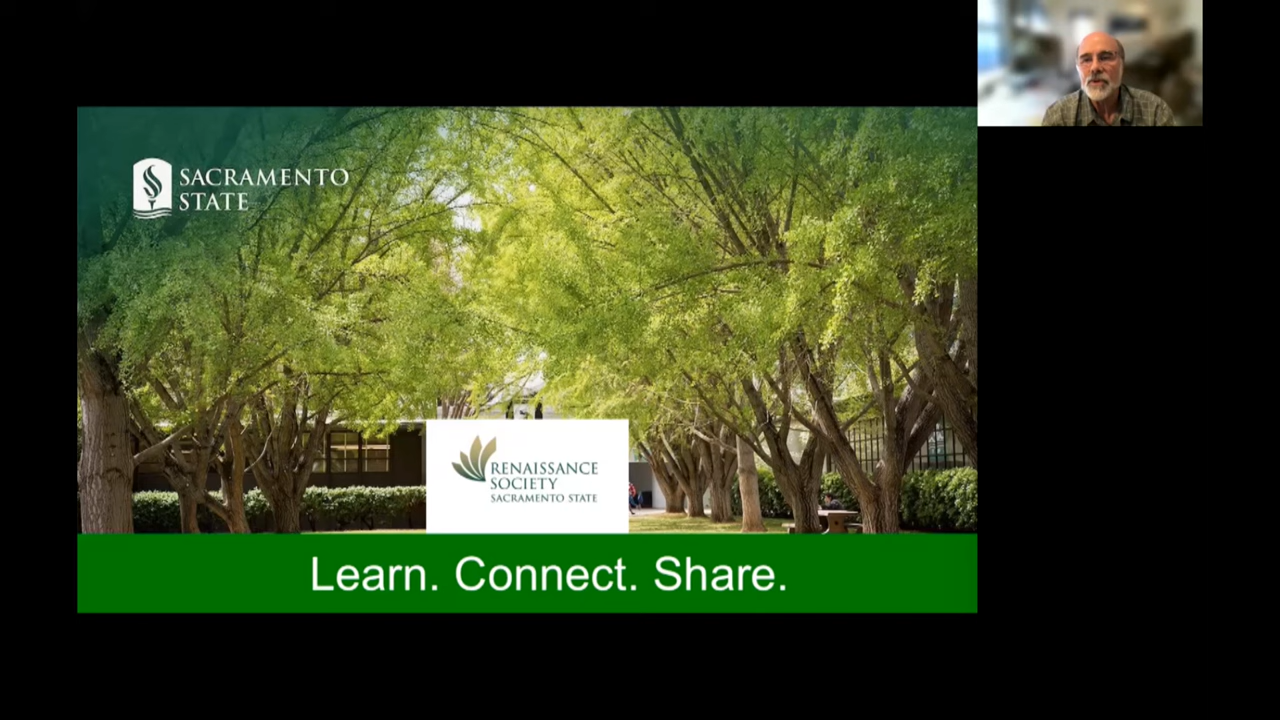 SACRAMENTO
STATE
RENAISSANCE
SOCIETY
SACRAMENTO STATE
Learn. Connect. Share.